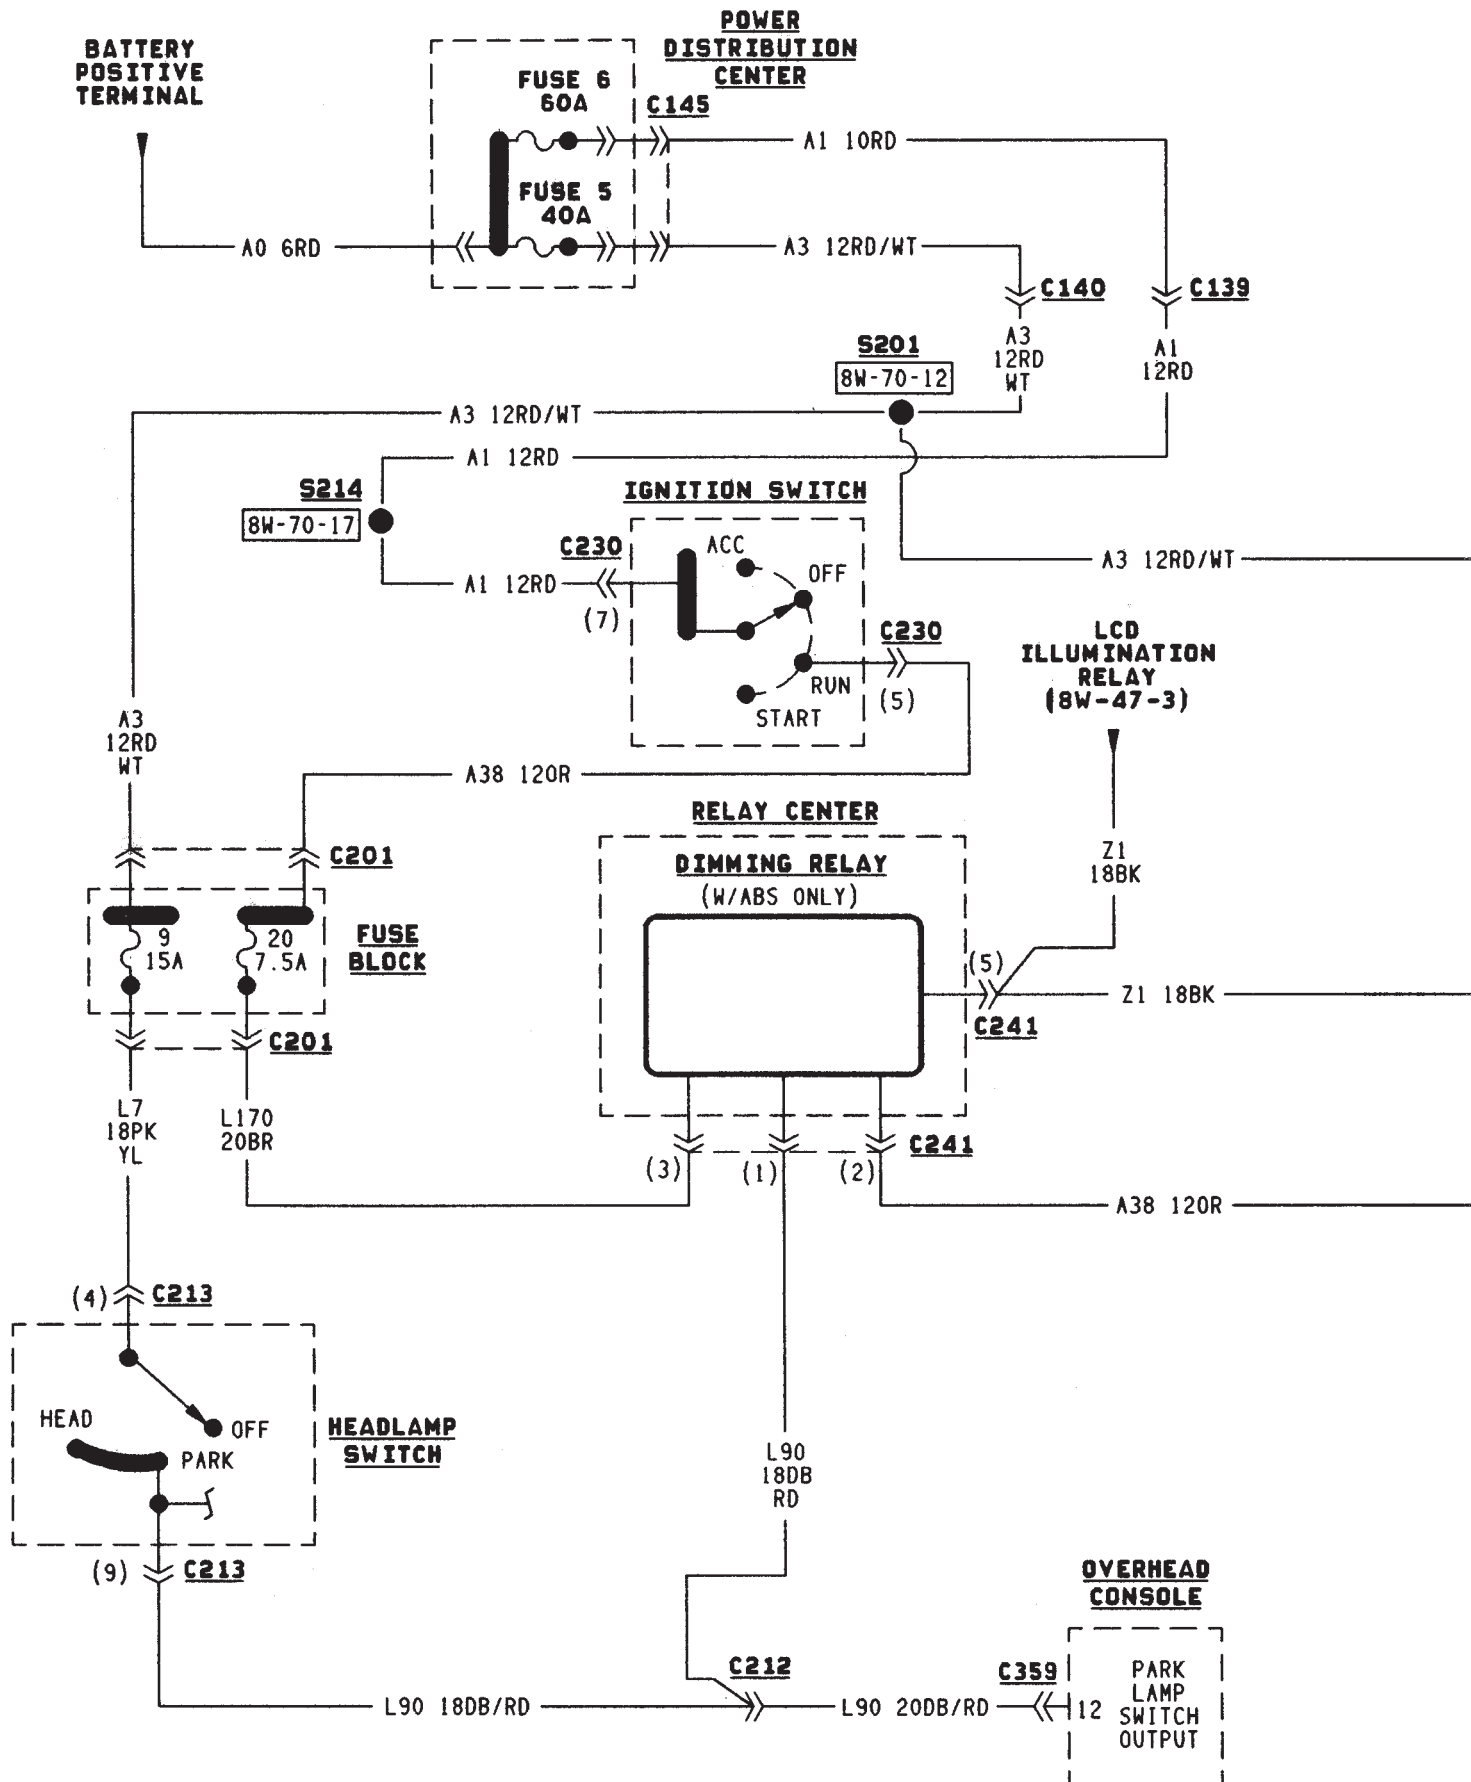 POWER
DISTRIBUTION
CENTER
BATTERY
POSITIVE
TERMINAL
FUSE 6
60A
C145
A1 10RD
FUSE 5
40A
A0 6RD
A3 12RD/WT
C140
C139
A3
12RD
WT
A1
12RD
S201
8W-70-12
A3 12RD/WT
A1 12RD
S214
8W-70-17
IGNITION SWITCH
C230
ACC
OFF
A1 12RD
(7)
A3 12RD/WT
C230
RUN
(5)
START
LCD
ILLUMINATION
RELAY
(8W-47-3)
A3
12RD
WT
A38 12OR
RELAY CENTER
DIMMING RELAY
(W/ABS ONLY)
Z1
18BK
C201
9
15A
20
7.5A
FUSE
BLOCK
(5)
Z1 18BK
C241
C201
L7
18PK
YL
L170
20BR
C241
(3)
(1)
(2)
A38 12OR
(4)
C213
HEAD
OFF
PARK
HEADLAMP
SWITCH
L90
18DB
RD
(9)
C213
OVERHEAD
CONSOLE
C212
C359
L90 18DB/RD
L90 20DB/RD
12
PARK
LAMP
SWITCH
OUTPUT